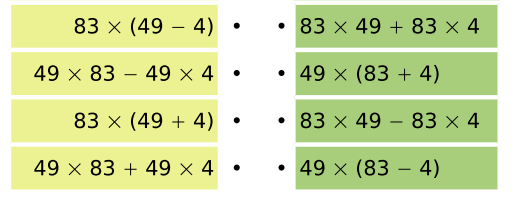 83 × (49 − 4) • • 83 × 49 + 83 × 4
49 × 83 − 49 × 4 • • 49 × (83 + 4)
83 × (49 + 4) • • 83 × 49 − 83 × 4
49 × 83 + 49 × 4 • • 49 × (83 − 4)